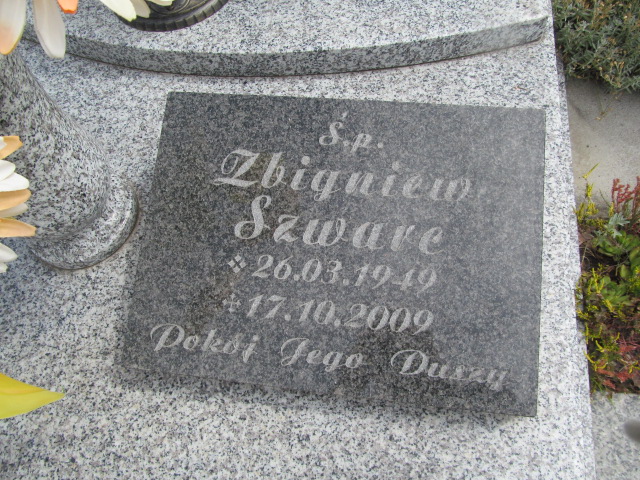 Ś.p.
Zbigniew
Szwarc
26.03.1949
17.10.2009
Pokój Jego Duszy